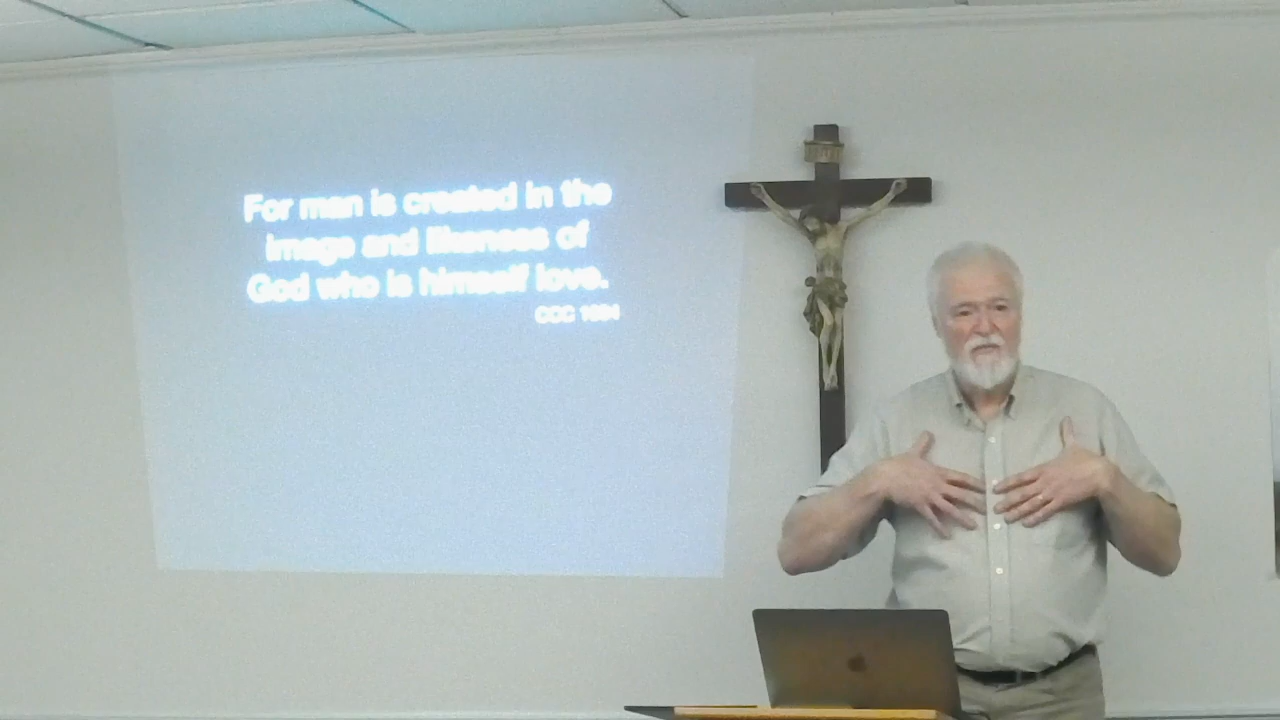 For man is created in the
image and likeness of
God who is himself love.
CCC 1604